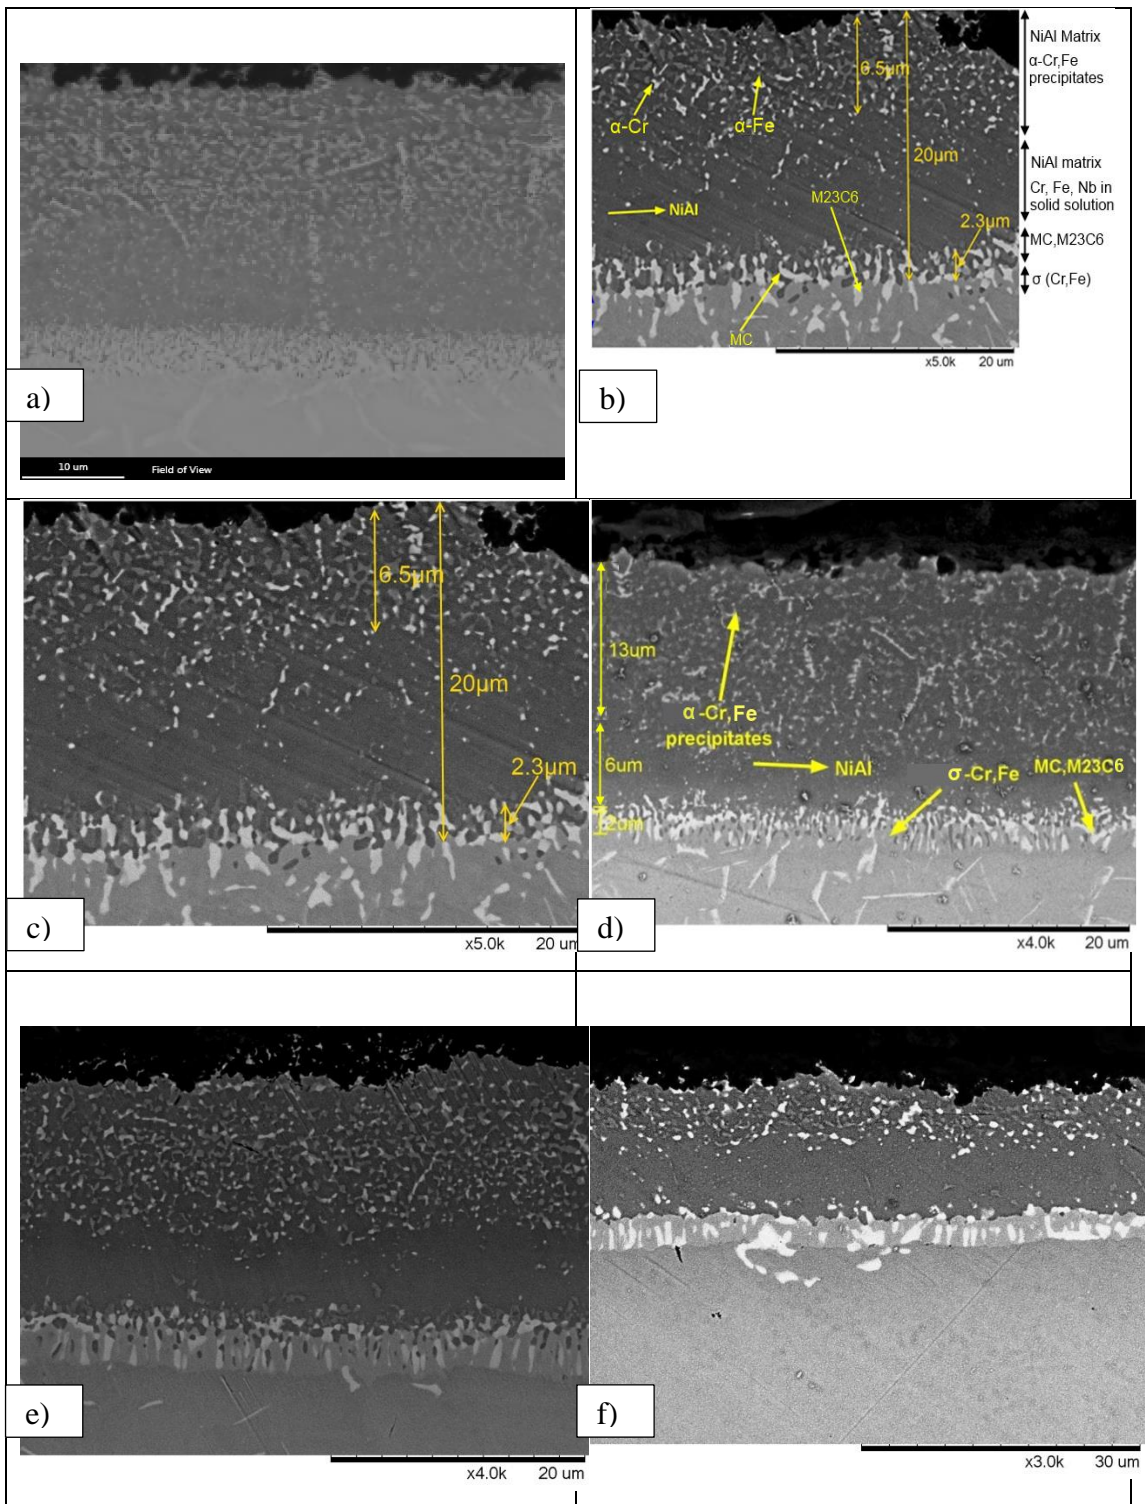 10 um
Field of View
a)
6.5µm
α-Cr
α-Fe
20µm
M23C6
NiAl
2.3µm
MC
NiAl Matrix
α-Cr,Fe
precipitates
NiAl matrix
Cr, Fe, Nb in
solid solution
MC,M23C6
σ (Cr,Fe)
x5.0k 20 um
b)
6.5µm
20µm
2.3µm
c)
x5.0k 20 um
13um
α-Cr,Fe
precipitates
6um
NiAl
σ-Cr,Fe
MC,M23C6
2um
d)
x4.0k 20 um
e)
x4.0k 20 um
f)
x3.0k 30 um